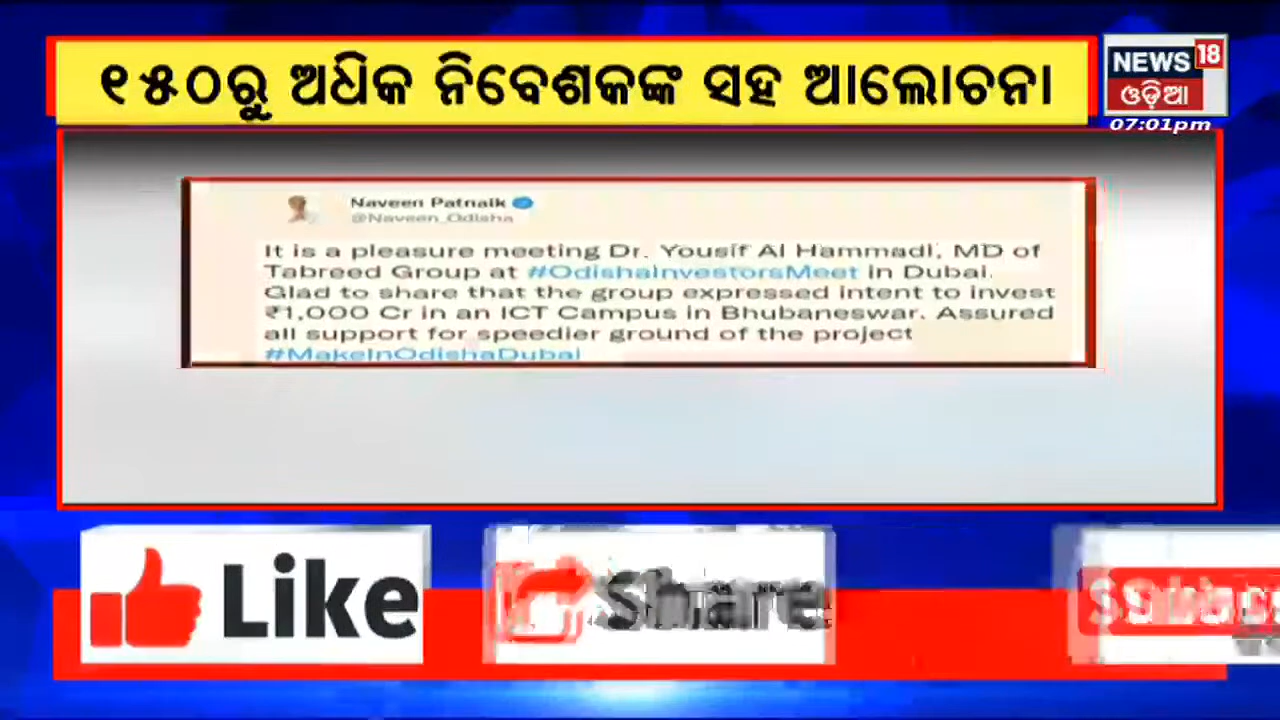 ୧୫୦ରୁ ଅଧିକ ନିବେଶକଙ୍କ ସହ ଆଲୋଚନା
NEWS 18
ଓଡ଼ିଆ
07:01pm
Naveen Patnaik
@Naveen_Odisha
It is a pleasure meeting Dr. Yousif Al Hammadi, MD of
Tabreed Group at #OdishaInvestorsMeet in Dubai.
Glad to share that the group expressed intent to invest
₹1,000 Cr in an ICT Campus in Bhubaneswar. Assured
all support for speedier ground of the project
#MakeInOdishaDubai
Like
Share